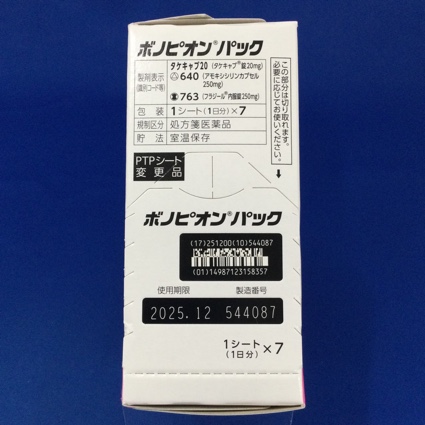 ボノピオン®パック
製剤表示
(識別コード等)
タケキャブ20 (タケキャブ®錠20mg)
640 (アモキシシリンカプセル
250mg)
763 (フラジール®内服錠250mg)
包装 1シート(1日分)×7
規制区分 処方箋医薬品
貯法 室温保存
この部分は切り取れます。
必要に応じてお使いください。
PTPシート
変更品
ボノピオン®パック
(17)251200(10)544087
(01)14987123158357
使用期限 製造番号
2025.12 544087
1シート×7
(1日分)